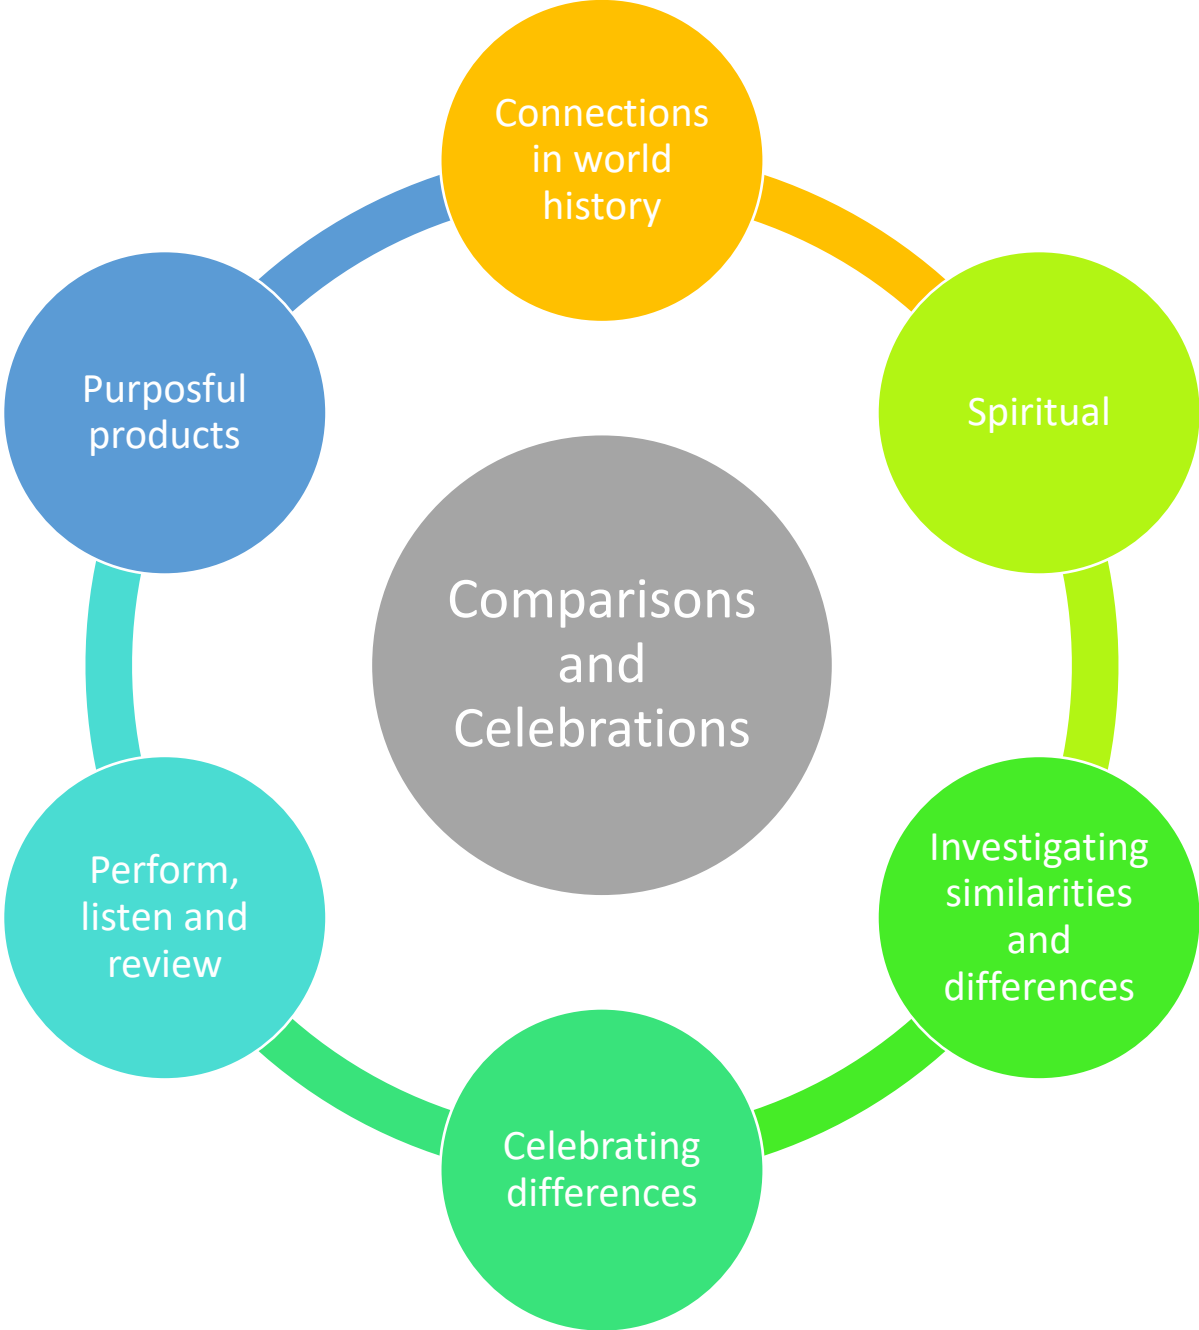 Connections
in world
history
Spiritual
Investigating
similarities
and
differences
Celebrating
differences
Perform,
listen and
review
Purposful
products
Comparisons
and
Celebrations